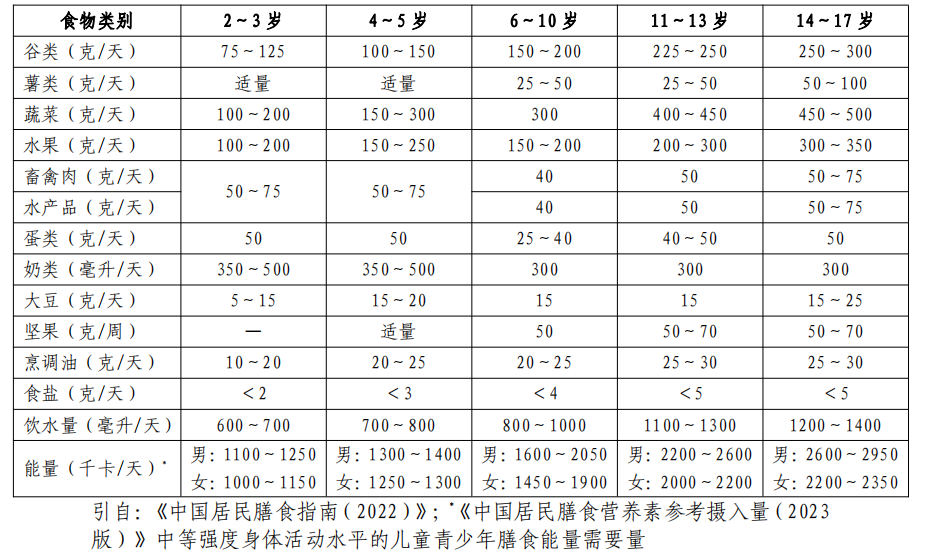 食物类别 2～3岁 4～5岁 6～10岁 11～13岁 14～17岁
谷类（克/天） 75～125 100～150 150～200 225～250 250～300
薯类（克/天） 适量 适量 25～50 25～50 50～100
蔬菜（克/天） 100～200 150～300 300 400～450 450～500
水果（克/天） 100～200 150～250 150～200 200～300 300～350
畜禽肉（克/天） 50～75 50～75 40 50 50～75
水产品（克/天） 40 50 50～75
蛋类（克/天） 50 50 25～40 40～50 50
奶类（毫升/天） 350～500 350～500 300 300 300
大豆（克/天） 5～15 15～20 15 15 15～25
坚果（克/周） — 适量 50 50～70 50～70
烹调油（克/天） 10～20 20～25 20～25 25～30 25～30
食盐（克/天） ＜2 ＜3 ＜4 ＜5 ＜5
饮水量（毫升/天） 600～700 700～800 800～1000 1100～1300 1200～1400
能量（千卡/天）* 男：1100～1250 男：1300～1400 男：1600～2050 男：2200～2600 男：2600～2950
女：1000～1150 女：1250～1300 女：1450～1900 女：2000～2200 女：2200～2350
引自：《中国居民膳食指南（2022）》；*《中国居民膳食营养素参考摄入量（2023
版）》中等强度身体活动水平的儿童青少年膳食能量需要量